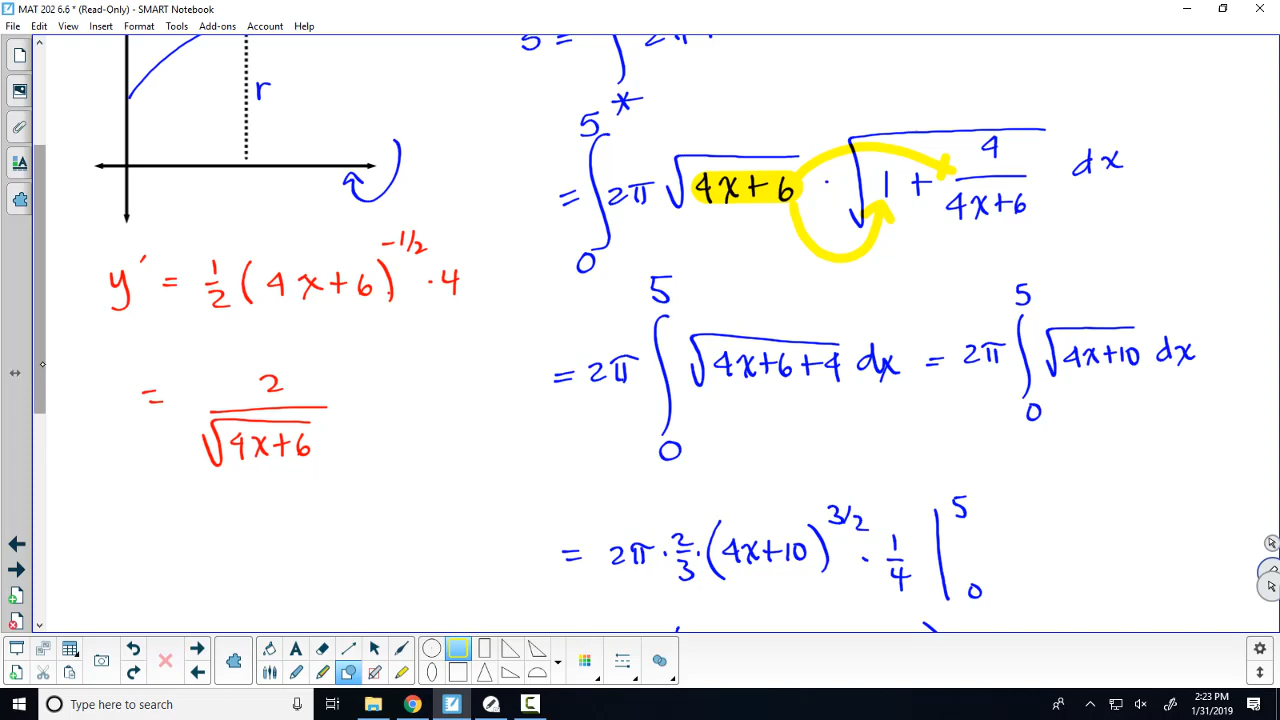 MAT 202 6.6 * (Read-Only) - SMART Notebook
File Edit View Insert Format Tools Add-ons Account Help
r
= ∫₀⁵ 2π √(4x+6) · √(1 + 4/(4x+6)) dx
y′ = 1/2 (4x+6)^(-1/2) · 4
= 2/√(4x+6)
= 2π ∫₀⁵ √(4x+6+4) dx = 2π ∫₀⁵ √(4x+10) dx
= 2π · 2/3 · (4x+10)^(3/2) · 1/4 |₀⁵
Type here to search
2:23 PM
1/31/2019